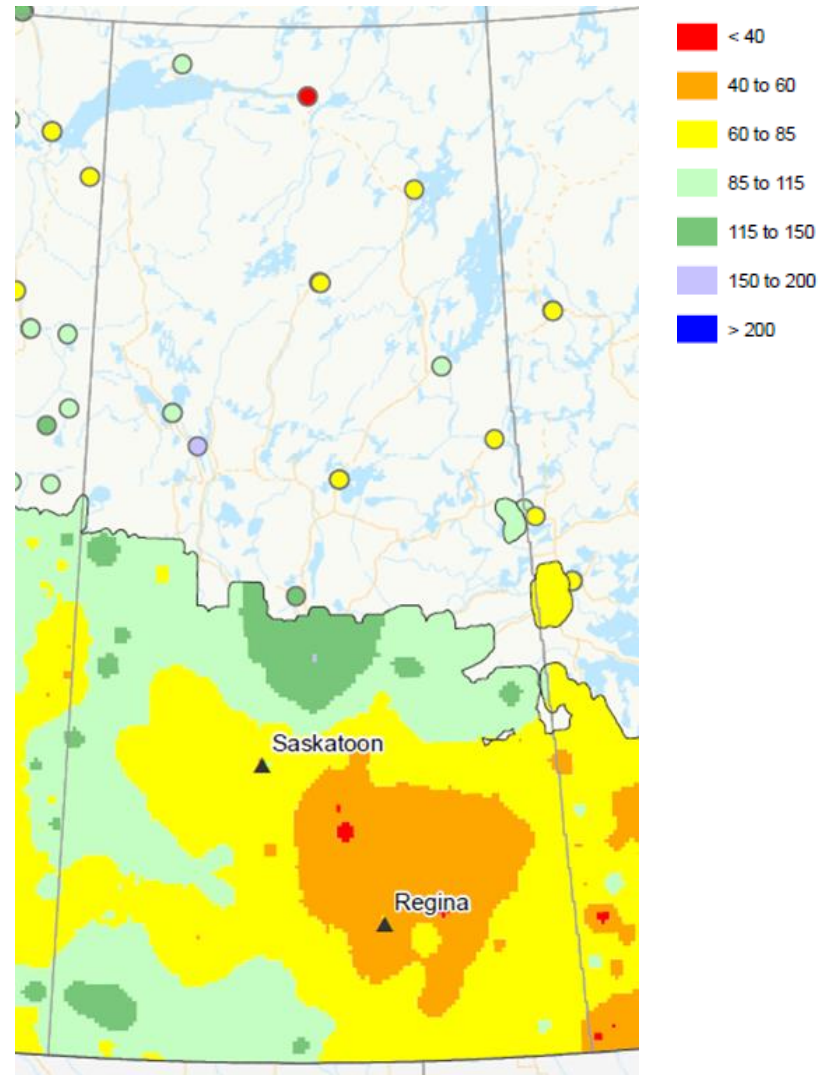 < 40
40 to 60
60 to 85
85 to 115
115 to 150
150 to 200
> 200
Saskatoon
Regina